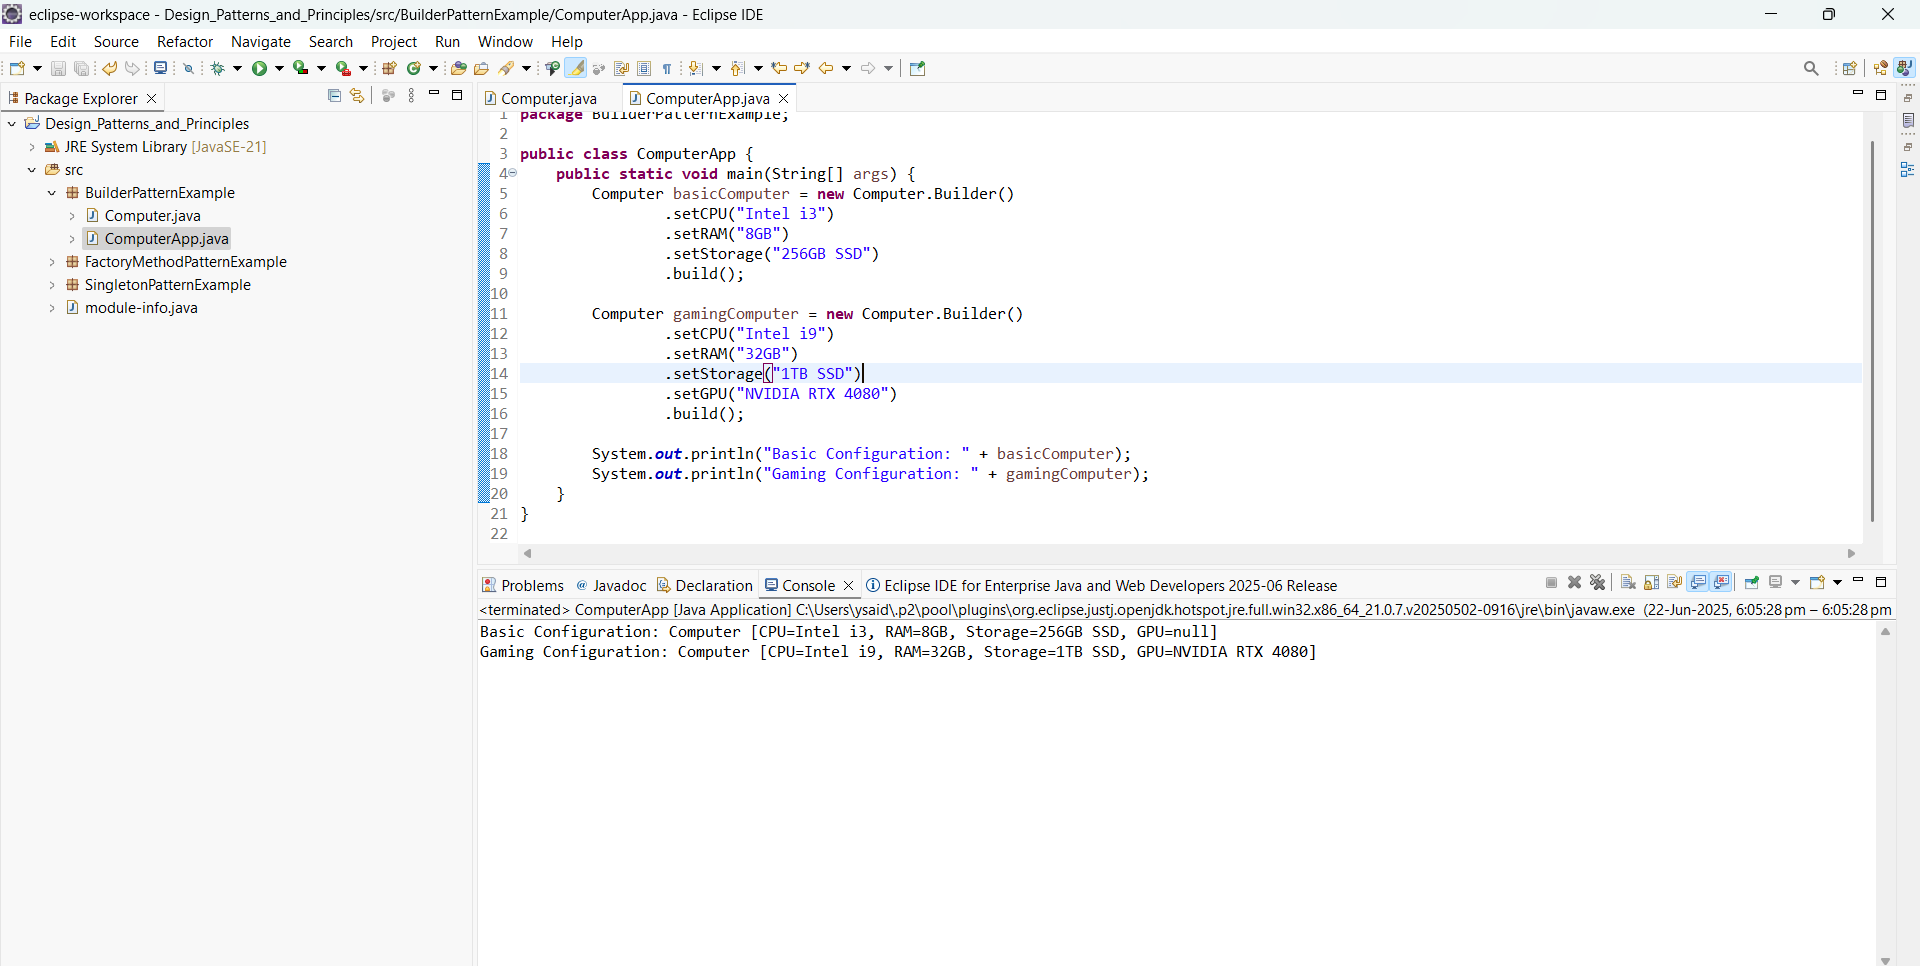 eclipse-workspace - Design_Patterns_and_Principles/src/BuilderPatternExample/ComputerApp.java - Eclipse IDE
File Edit Source Refactor Navigate Search Project Run Window Help
Package Explorer
Design_Patterns_and_Principles
JRE System Library [JavaSE-21]
src
BuilderPatternExample
Computer.java
ComputerApp.java
FactoryMethodPatternExample
SingletonPatternExample
module-info.java
Computer.java ComputerApp.java
1 package BuilderPatternExample;
2
3 public class ComputerApp {
4 public static void main(String[] args) {
5 Computer basicComputer = new Computer.Builder()
6 .setCPU("Intel i3")
7 .setRAM("8GB")
8 .setStorage("256GB SSD")
9 .build();
10
11 Computer gamingComputer = new Computer.Builder()
12 .setCPU("Intel i9")
13 .setRAM("32GB")
14 .setStorage("1TB SSD")
15 .setGPU("NVIDIA RTX 4080")
16 .build();
17
18 System.out.println("Basic Configuration: " + basicComputer);
19 System.out.println("Gaming Configuration: " + gamingComputer);
20 }
21 }
22
Problems @ Javadoc Declaration Console Eclipse IDE for Enterprise Java and Web Developers 2025-06 Release
<terminated> ComputerApp [Java Application] C:\Users\ysaid\.p2\pool\plugins\org.eclipse.justj.openjdk.hotspot.jre.full.win32.x86_64_21.0.7.v20250502-0916\jre\bin\javaw.exe (22-Jun-2025, 6:05:28 pm – 6:05:28 pm
Basic Configuration: Computer [CPU=Intel i3, RAM=8GB, Storage=256GB SSD, GPU=null]
Gaming Configuration: Computer [CPU=Intel i9, RAM=32GB, Storage=1TB SSD, GPU=NVIDIA RTX 4080]